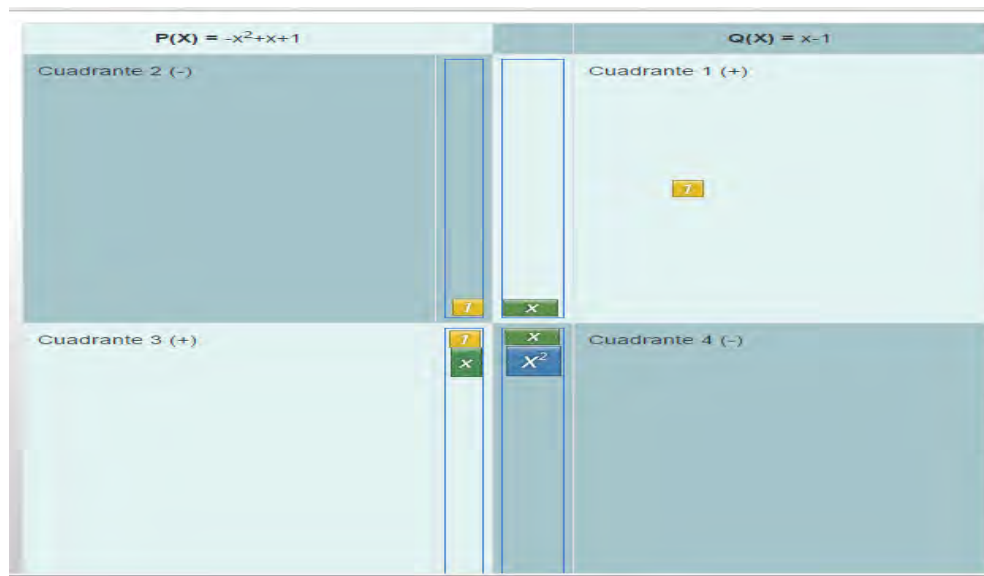 P(X) = -x²+x+1 Q(X) = x-1
Cuadrante 2 (-) Cuadrante 1 (+)
1
1 x
Cuadrante 3 (+) 1 x Cuadrante 4 (-)
x X²